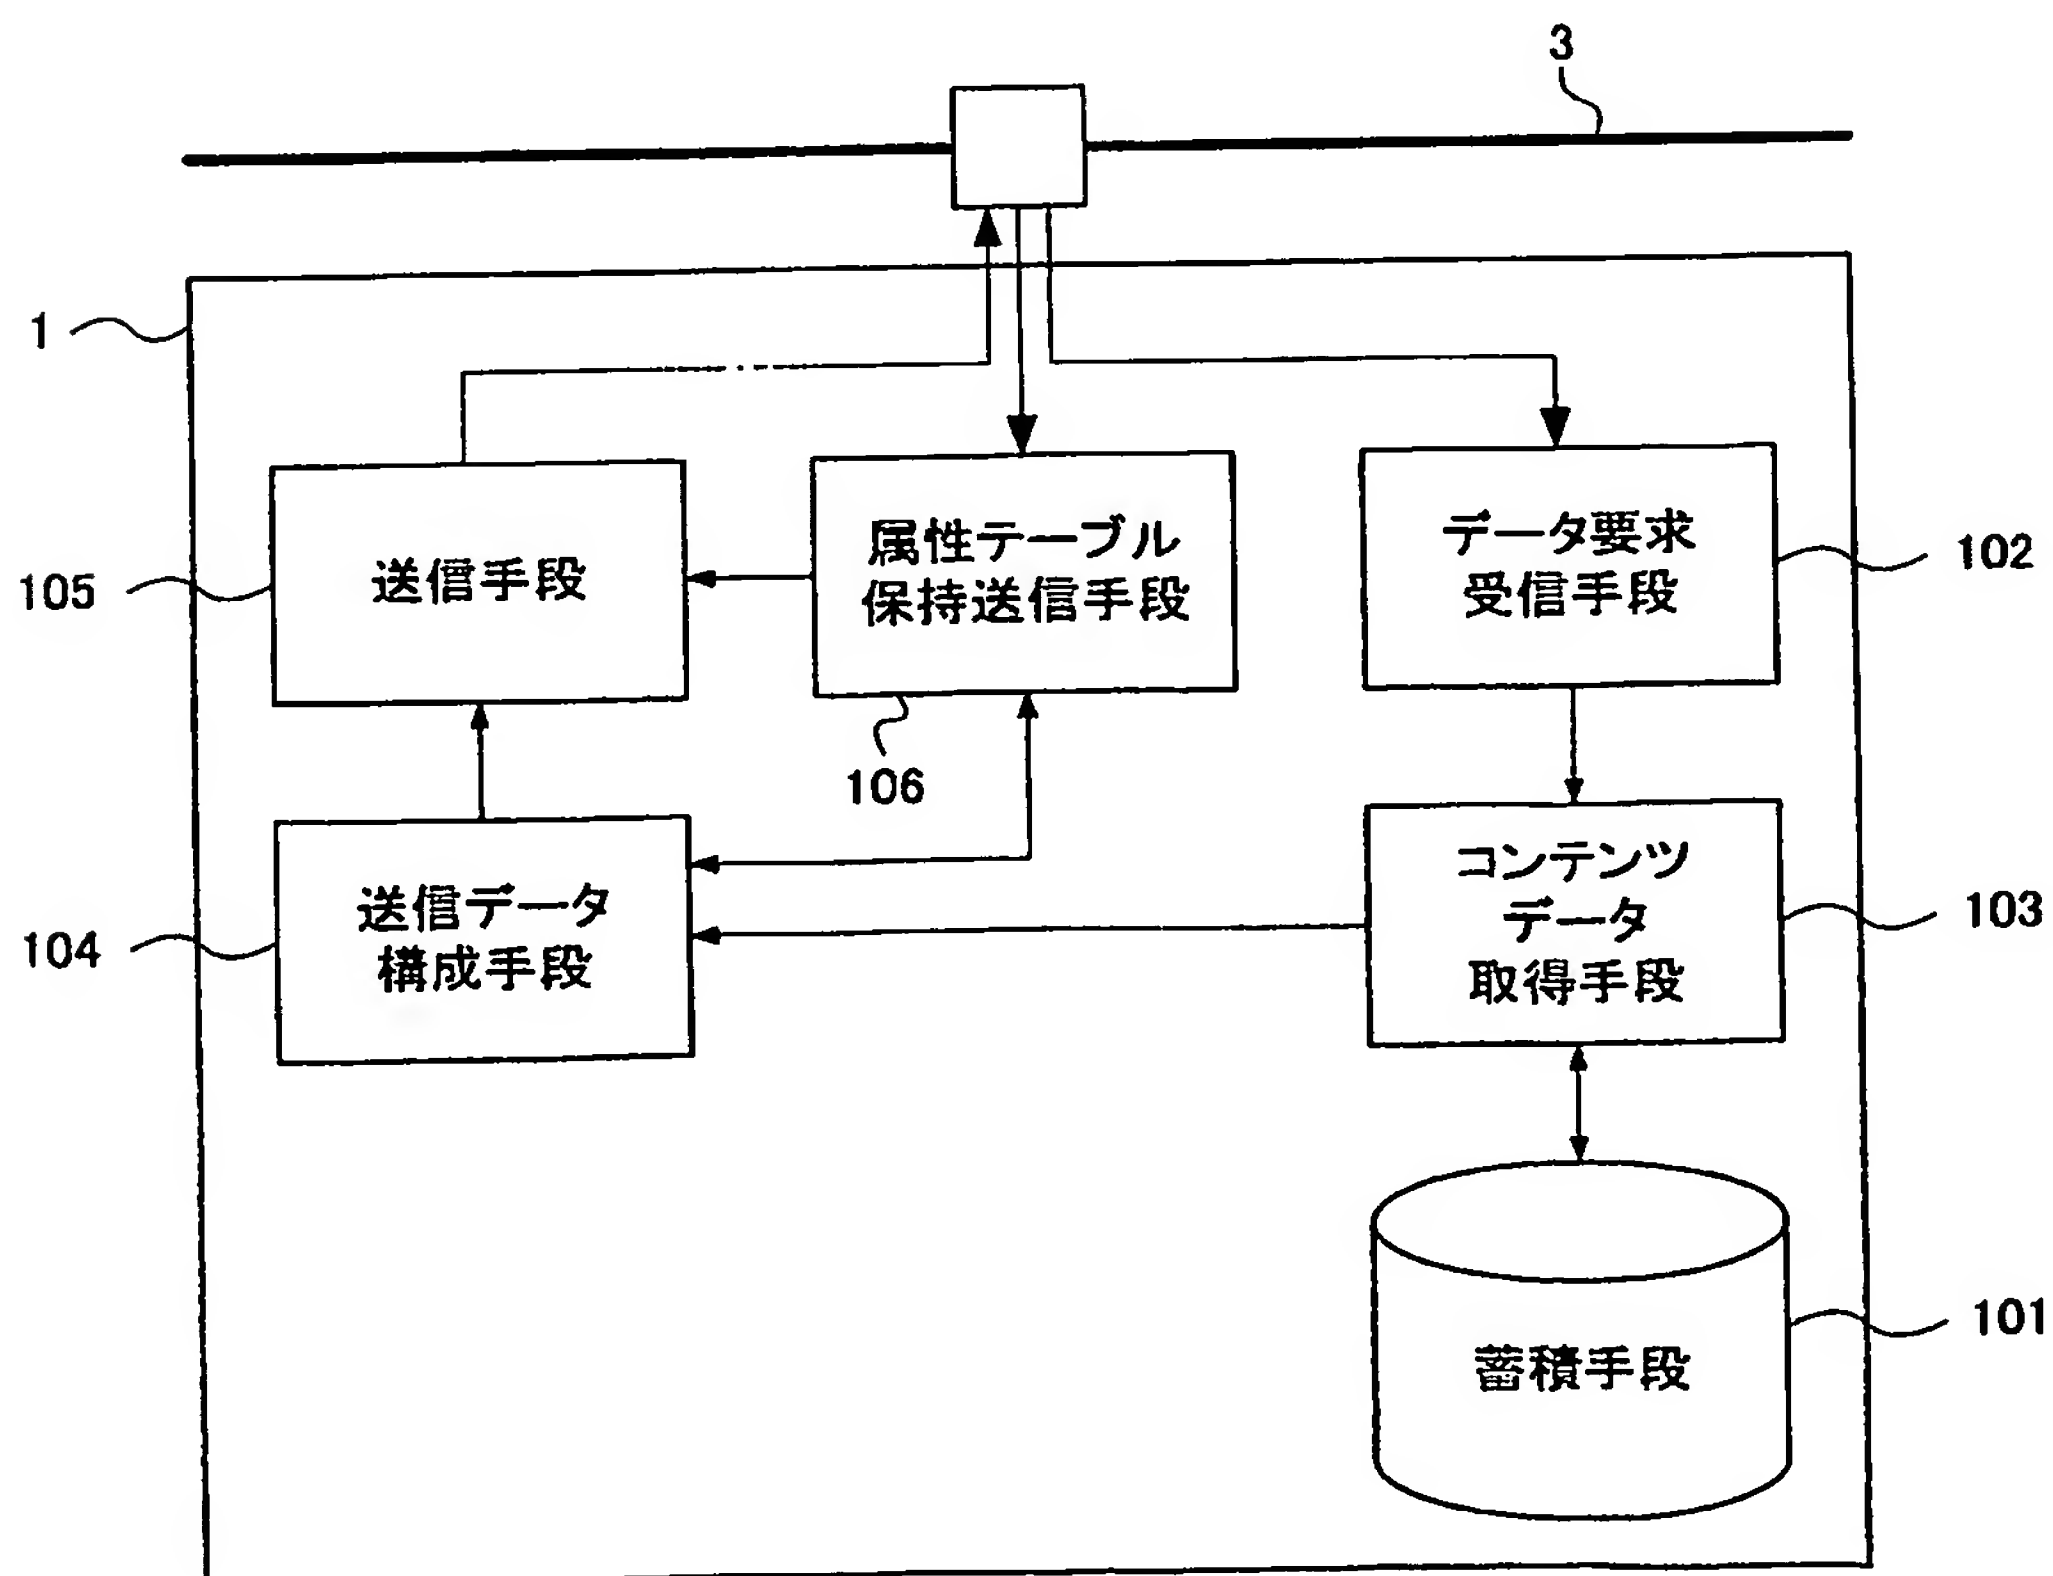 3
1
送信手段
105
属性テーブル
保持送信手段
106
データ要求
受信手段
102
送信データ
構成手段
104
コンテンツ
データ
取得手段
103
蓄積手段
101